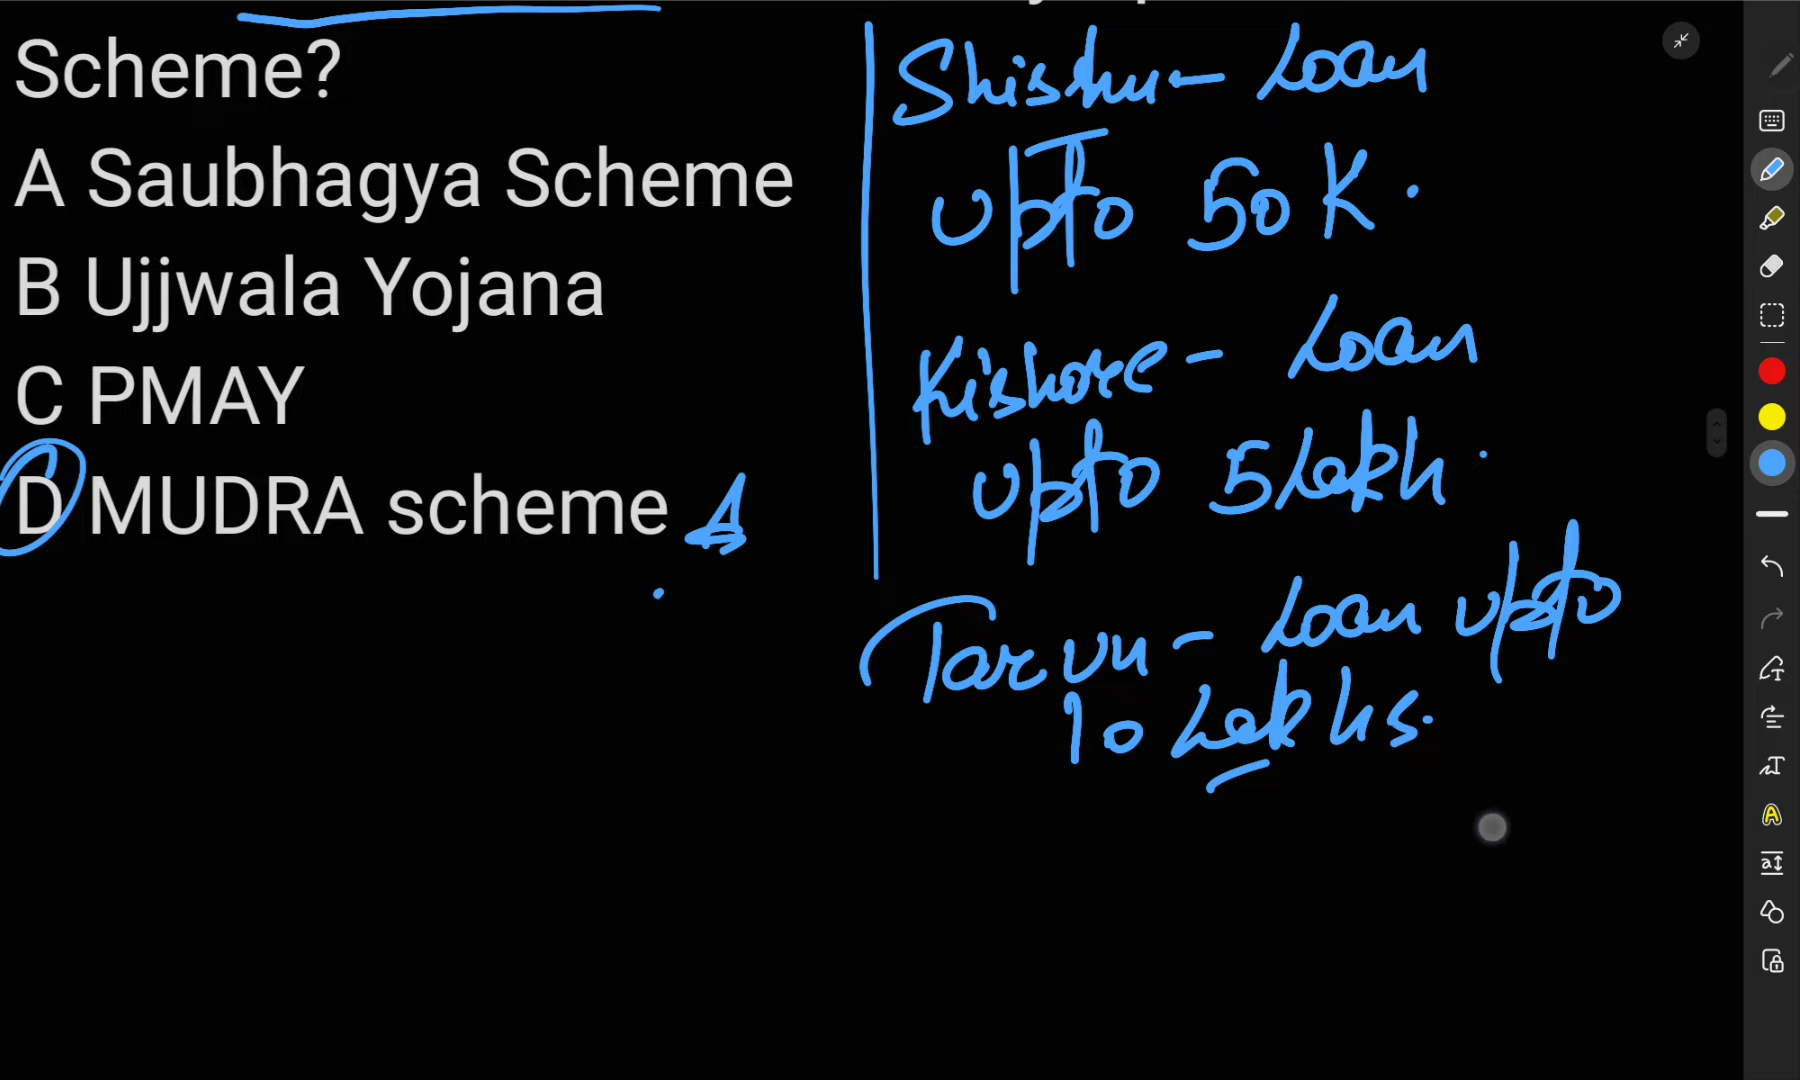 Scheme?
A Saubhagya Scheme
B Ujjwala Yojana
C PMAY
D MUDRA scheme
Shishu - Loan
upto 50K.
Kishore - Loan
upto 5 lakh.
Tarun - Loan upto
10 Lakhs.